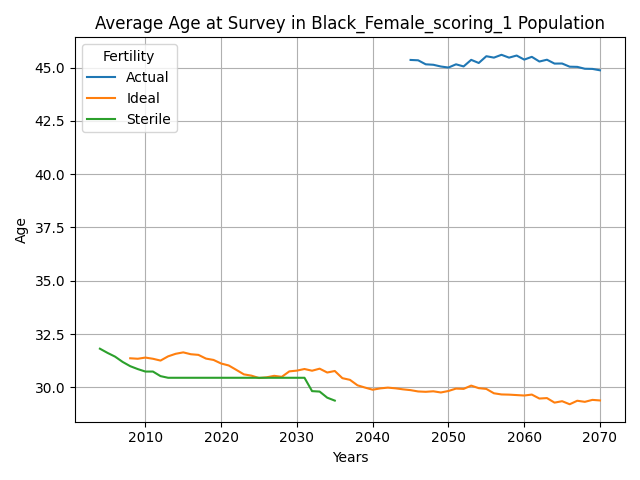 Average Age at Survey in Black_Female_scoring_1 Population
Fertility
Actual
Ideal
Sterile
Age
45.0
42.5
40.0
37.5
35.0
32.5
30.0
2010 2020 2030 2040 2050 2060 2070
Years